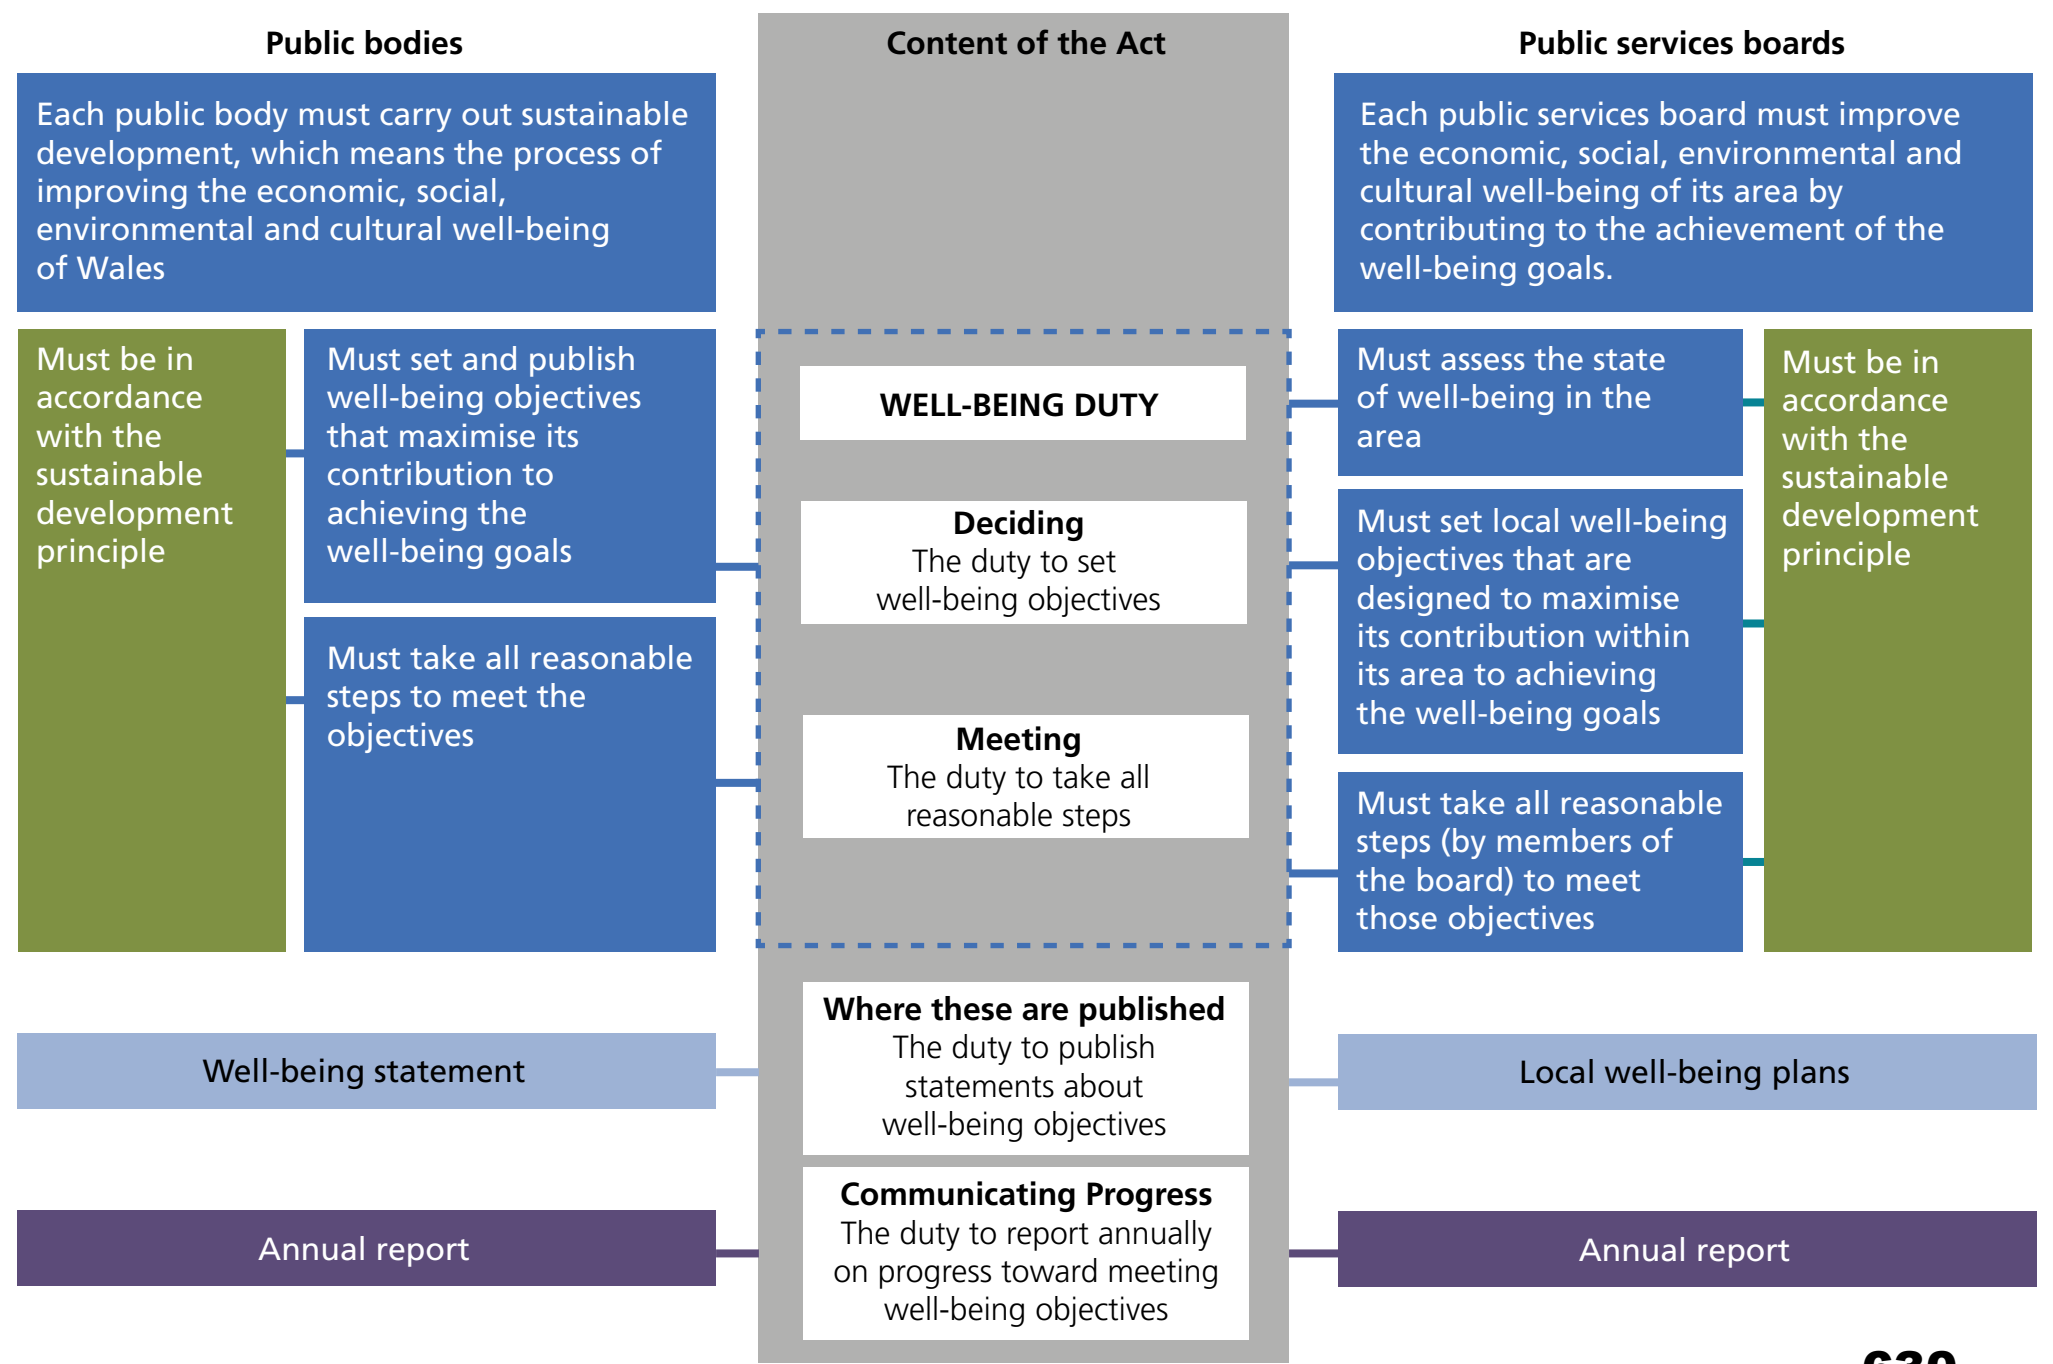 Public bodies
Each public body must carry out sustainable
development, which means the process of
improving the economic, social,
environmental and cultural well-being
of Wales
Must be in
accordance
with the
sustainable
development
principle
Must set and publish
well-being objectives
that maximise its
contribution to
achieving the
well-being goals
Must take all reasonable
steps to meet the
objectives
Well-being statement
Annual report
Content of the Act
WELL-BEING DUTY
Deciding
The duty to set
well-being objectives
Meeting
The duty to take all
reasonable steps
Where these are published
The duty to publish
statements about
well-being objectives
Communicating Progress
The duty to report annually
on progress toward meeting
well-being objectives
Public services boards
Each public services board must improve
the economic, social, environmental and
cultural well-being of its area by
contributing to the achievement of the
well-being goals.
Must assess the state
of well-being in the
area
Must set local well-being
objectives that are
designed to maximise
its contribution within
its area to achieving
the well-being goals
Must take all reasonable
steps (by members of
the board) to meet
those objectives
Must be in
accordance
with the
sustainable
development
principle
Local well-being plans
Annual report